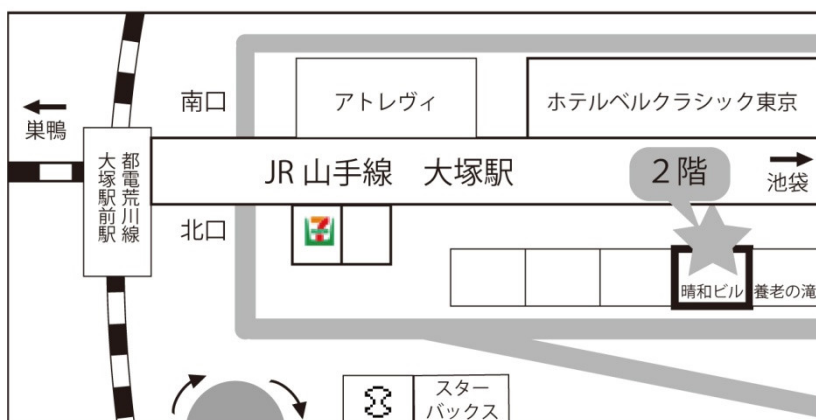 南口
アトレヴィ
ホテルベルクラシック東京
巣鴨
都電荒川線
大塚駅前駅
JR 山手線 大塚駅
2階
池袋
北口
7
晴和ビル
養老の滝
スター
バックス